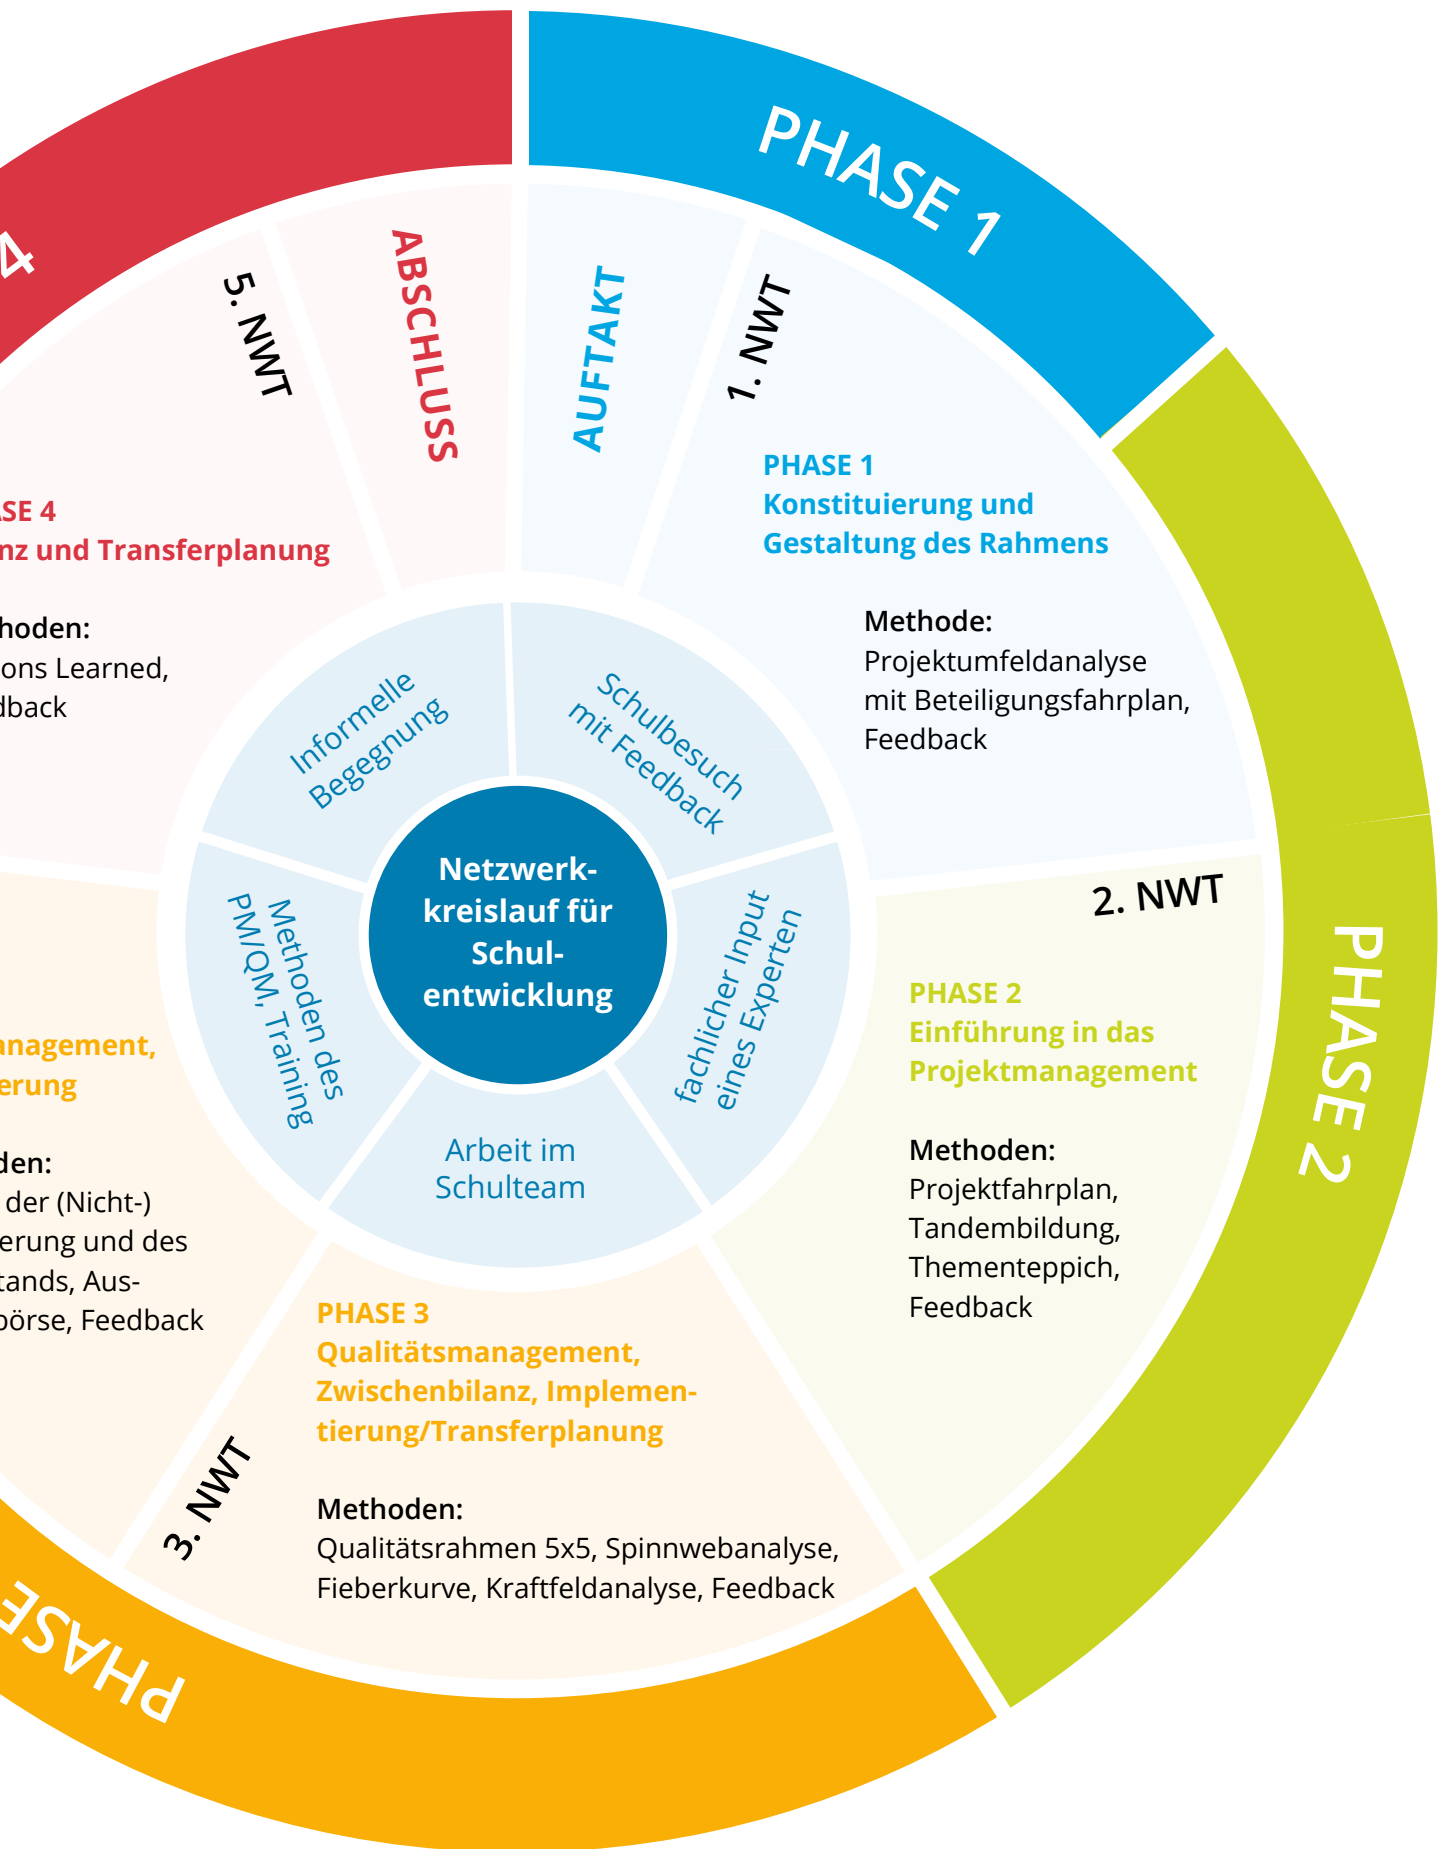 PHASE 1
4
ABSCHLUSS
AUFTAKT
5. NWT
1. NWT
PHASE 1
Konstituierung und
Gestaltung des Rahmens
Methode:
Projektumfeldanalyse
mit Beteiligungsfahrplan,
Feedback
SE 4
nz und Transferplanung
hoden:
ons Learned,
dback
Informelle
Begegnung
Schulbesuch
mit Feedback
Netzwerk-
kreislauf für
Schul-
entwicklung
Methoden des
PM/QM, Training
fachlicher Input
eines Experten
Arbeit im
Schulteam
2. NWT
PHASE 2
PHASE 2
Einführung in das
Projektmanagement
Methoden:
Projektfahrplan,
Tandembildung,
Thementeppich,
Feedback
anagement,
erung
den:
der (Nicht-)
erung und des
tands, Aus-
börse, Feedback
PHASE 3
Qualitätsmanagement,
Zwischenbilanz, Implemen-
tierung/Transferplanung
Methoden:
Qualitätsrahmen 5x5, Spinnwebanalyse,
Fieberkurve, Kraftfeldanalyse, Feedback
3. NWT
PHASE